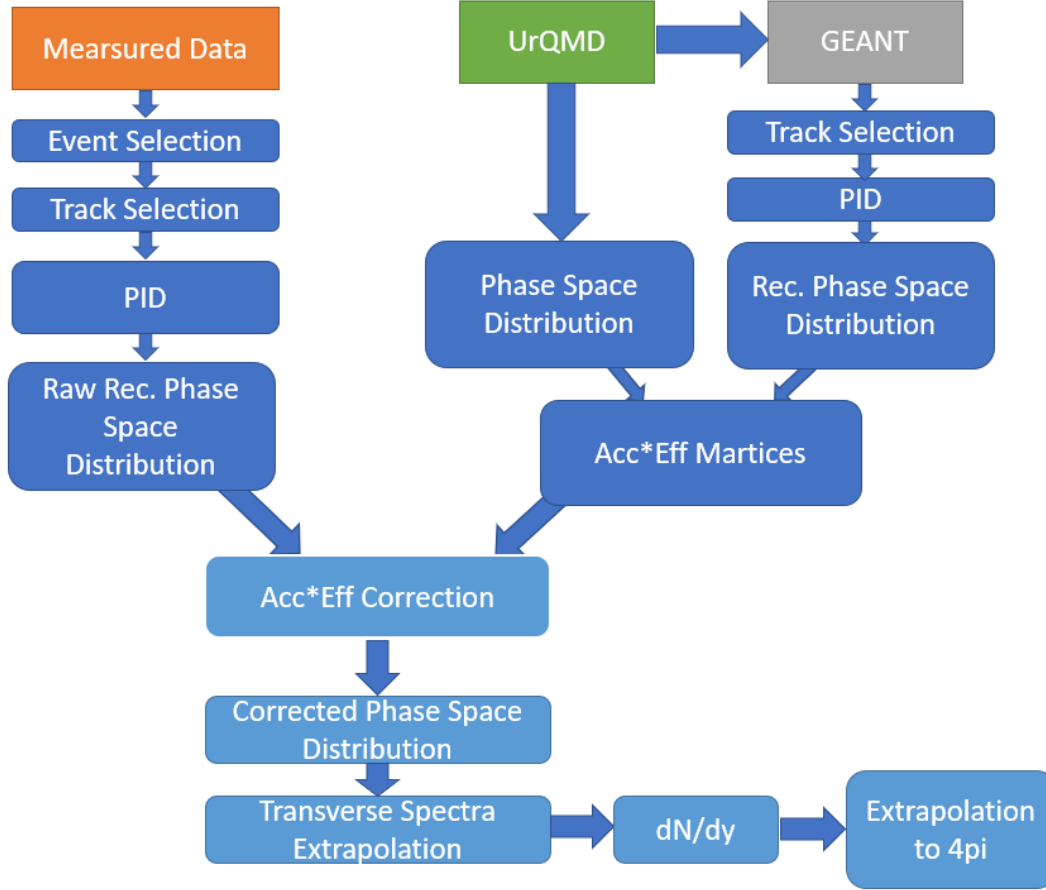 Mearsured Data
Event Selection
Track Selection
PID
Raw Rec. Phase
Space
Distribution
UrQMD
GEANT
Track Selection
PID
Phase Space
Distribution
Rec. Phase Space
Distribution
Acc*Eff Martices
Acc*Eff Correction
Corrected Phase Space
Distribution
Transverse Spectra
Extrapolation
dN/dy
Extrapolation
to 4pi